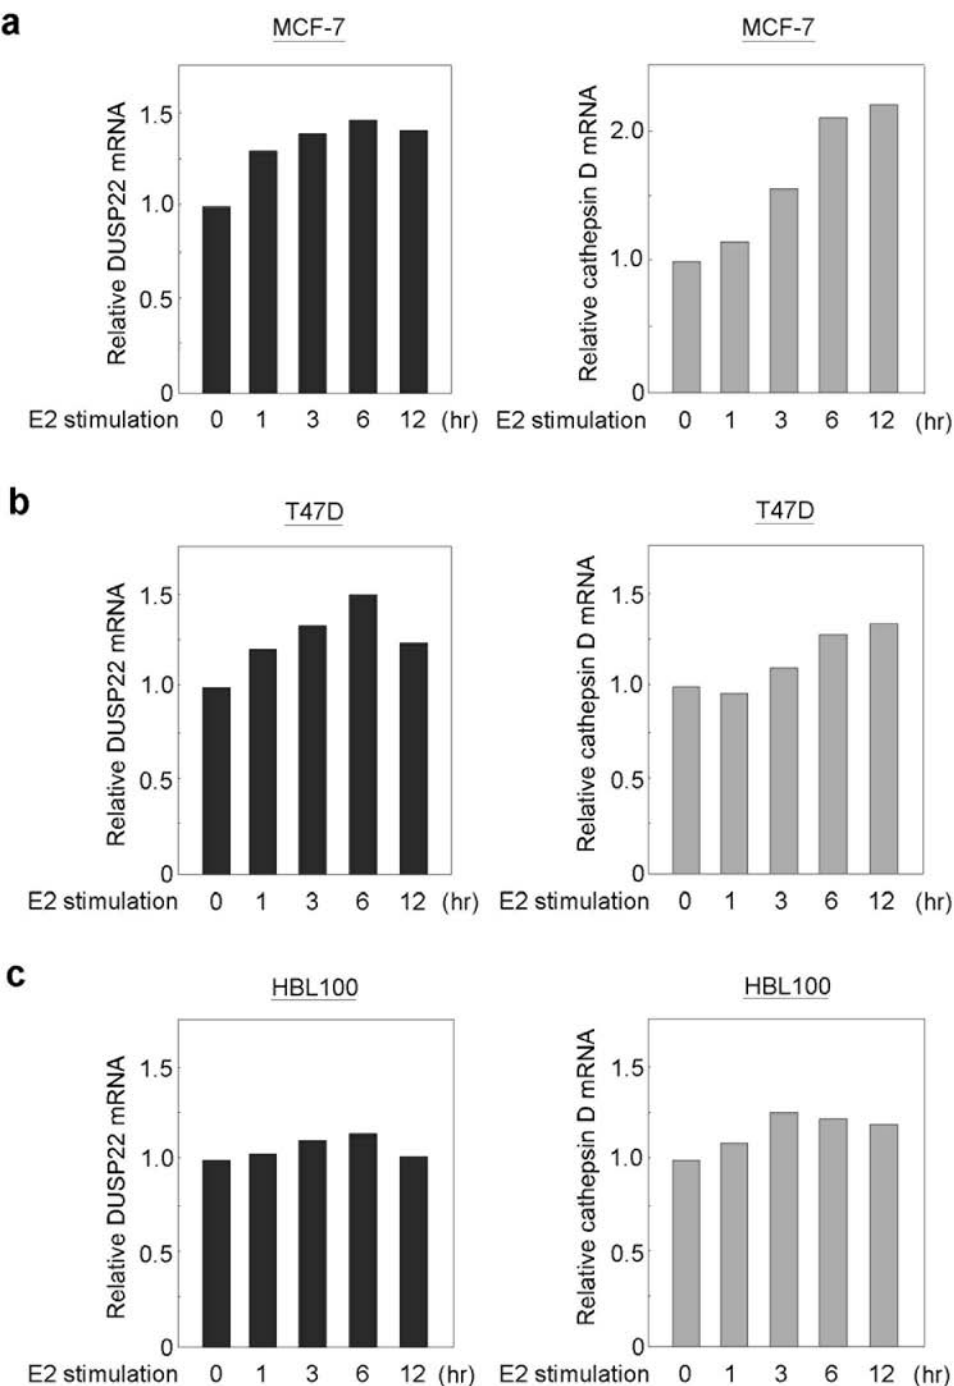 a
MCF-7
Relative DUSP22 mRNA
1.5
1.0
0.5
0
E2 stimulation 0 1 3 6 12 (hr)
MCF-7
Relative cathepsin D mRNA
2.0
1.0
0
E2 stimulation 0 1 3 6 12 (hr)
b
T47D
Relative DUSP22 mRNA
1.5
1.0
0.5
0
E2 stimulation 0 1 3 6 12 (hr)
T47D
Relative cathepsin D mRNA
1.5
1.0
0.5
0
E2 stimulation 0 1 3 6 12 (hr)
c
HBL100
Relative DUSP22 mRNA
1.5
1.0
0.5
0
E2 stimulation 0 1 3 6 12 (hr)
HBL100
Relative cathepsin D mRNA
1.5
1.0
0.5
0
E2 stimulation 0 1 3 6 12 (hr)